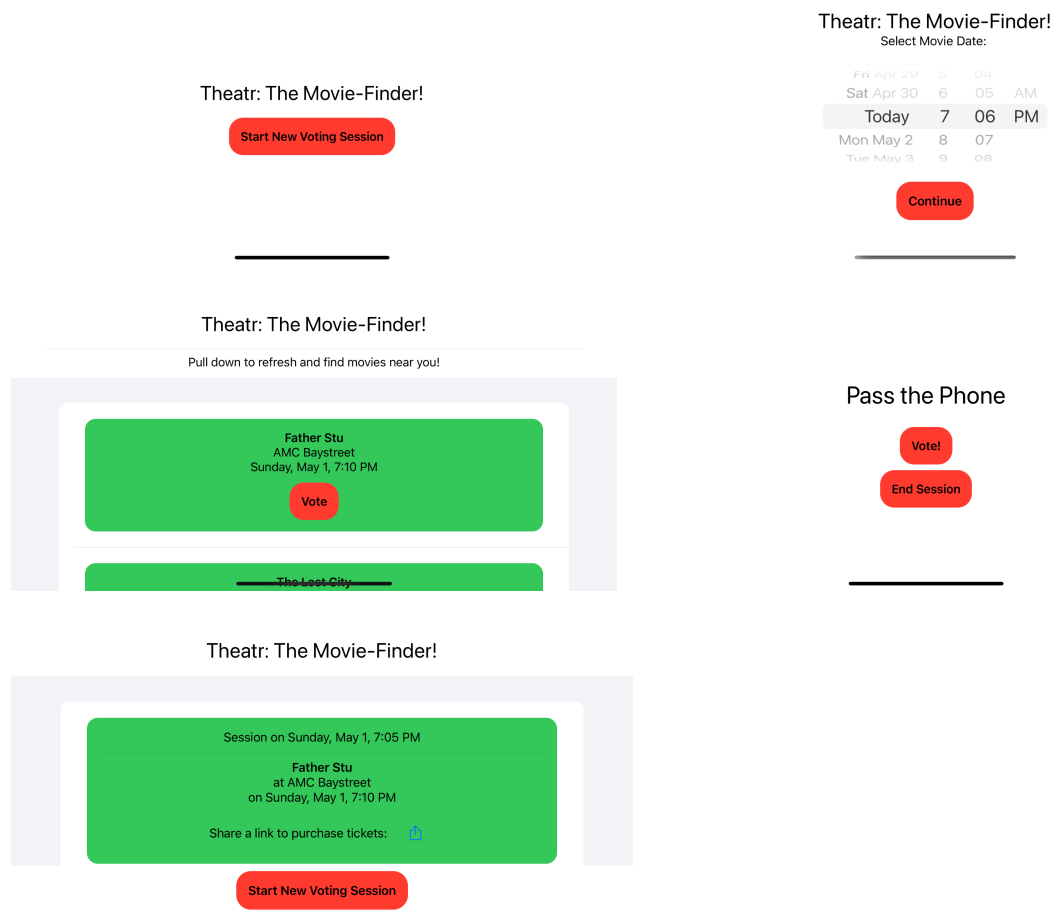 Theatr: The Movie-Finder!
Start New Voting Session
Theatr: The Movie-Finder!
Select Movie Date:
Fri Apr 29 5 04
Sat Apr 30 6 05 AM
Today 7 06 PM
Mon May 2 8 07
Tue May 3 9 08
Continue
Theatr: The Movie-Finder!
Pull down to refresh and find movies near you!
Father Stu
AMC Baystreet
Sunday, May 1, 7:10 PM
Vote
The Lost City
Pass the Phone
Vote!
End Session
Theatr: The Movie-Finder!
Session on Sunday, May 1, 7:05 PM
Father Stu
at AMC Baystreet
on Sunday, May 1, 7:10 PM
Share a link to purchase tickets:
Start New Voting Session